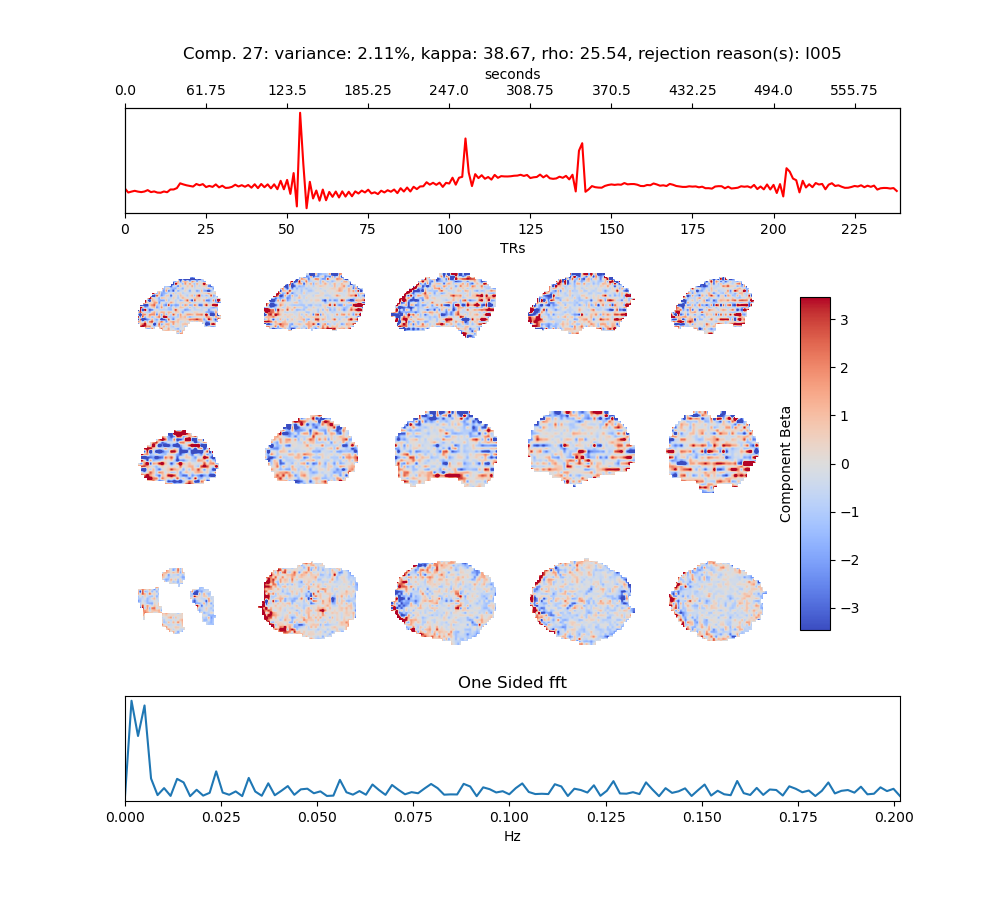 Comp. 27: variance: 2.11%, kappa: 38.67, rho: 25.54, rejection reason(s): I005
seconds
0.0 61.75 123.5 185.25 247.0 308.75 370.5 432.25 494.0 555.75
0 25 50 75 100 125 150 175 200 225
TRs
3
2
1
0
−1
−2
−3
Component Beta
One Sided fft
0.000 0.025 0.050 0.075 0.100 0.125 0.150 0.175 0.200
Hz